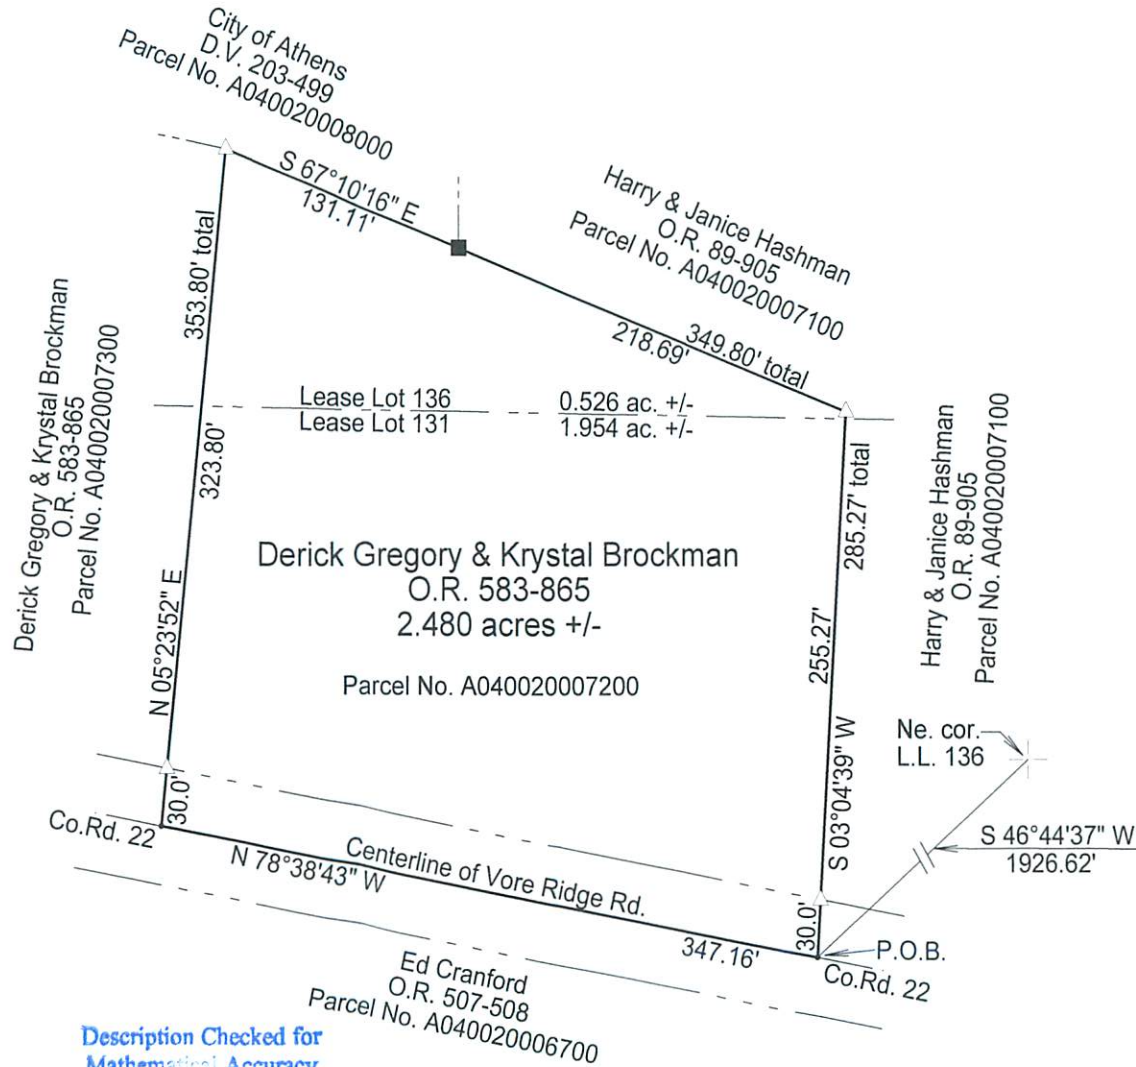 City of Athens
D.V. 203-499
Parcel No. A040020008000
S 67°10'16" E
131.11'
Harry & Janice Hashman
O.R. 89-905
Parcel No. A040020007100
218.69'
349.80' total
353.80' total
323.80'
N 05°23'52" E
30.0'
Derick Gregory & Krystal Brockman
O.R. 583-865
Parcel No. A040020007300
Lease Lot 136
0.526 ac. +/-
Lease Lot 131
1.954 ac. +/-
Derick Gregory & Krystal Brockman
O.R. 583-865
2.480 acres +/-
Parcel No. A040020007200
285.27' total
255.27'
S 03°04'39" W
30.0'
Harry & Janice Hashman
O.R. 89-905
Parcel No. A040020007100
Ne. cor.
L.L. 136
S 46°44'37" W
1926.62'
P.O.B.
Co.Rd. 22
Co.Rd. 22
Centerline of Vore Ridge Rd.
N 78°38'43" W
347.16'
Ed Cranford
O.R. 507-508
Parcel No. A040020006700
Description Checked for
Mathematical Accuracy